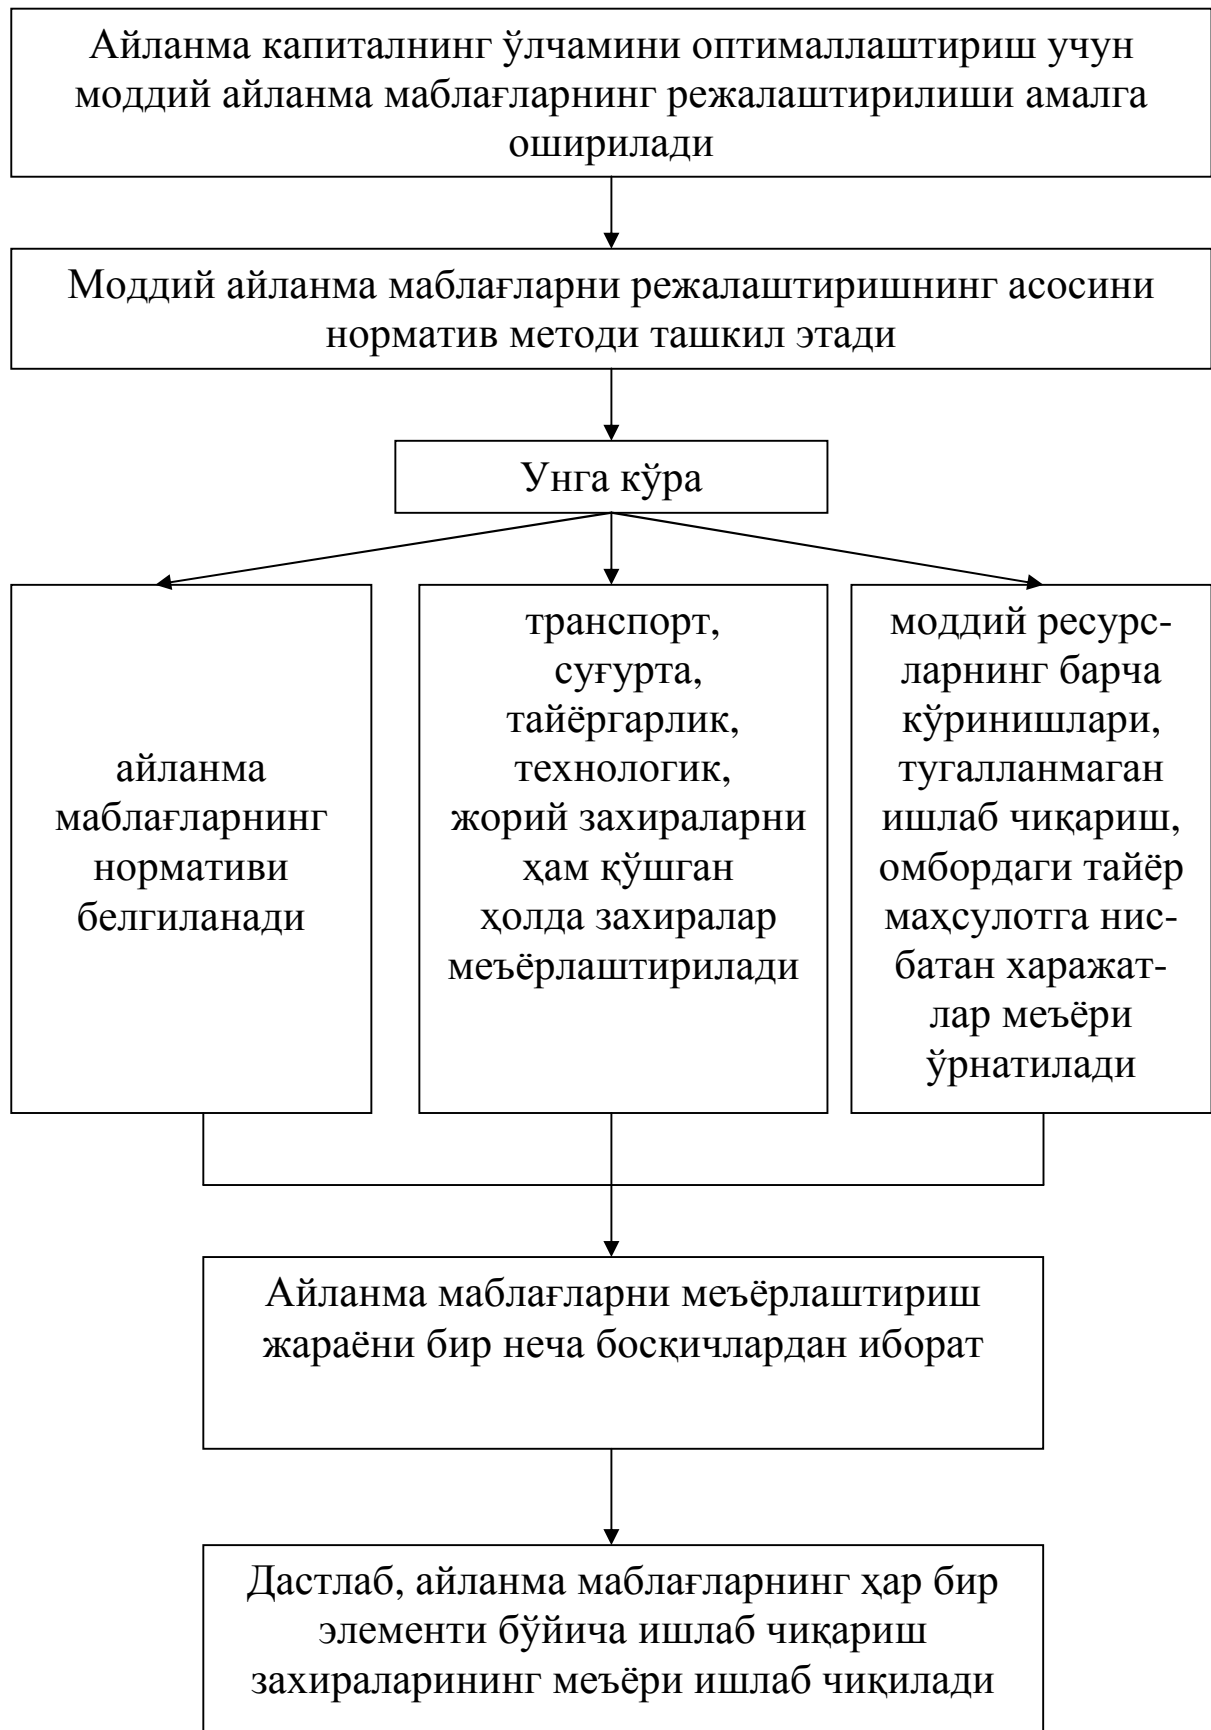 Айланма капиталнинг ўлчамини оптималлаштириш учун
моддий айланма маблағларнинг режалаштирилиши амалга
оширилади
Моддий айланма маблағларни режалаштиришнинг асосини
норматив методи ташкил этади
Унга кўра
айланма
маблағларнинг
нормативи
белгиланади
транспорт,
суғурта,
тайёргарлик,
технологик,
жорий захираларни
ҳам қўшган
ҳолда захиралар
меъёрлаштирилади
моддий ресурс-
ларнинг барча
кўринишлари,
тугалланмаган
ишлаб чиқариш,
омбордаги тайёр
маҳсулотга нис-
батан харажат-
лар меъёри
ўрнатилади
Айланма маблағларни меъёрлаштириш
жараёни бир неча босқичлардан иборат
Дастлаб, айланма маблағларнинг ҳар бир
элементи бўйича ишлаб чиқариш
захираларининг меъёри ишлаб чиқилади